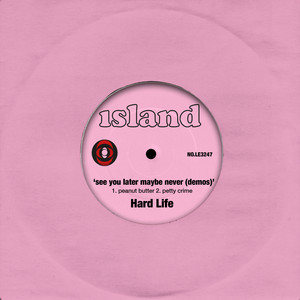 island
NO.LE3247
‘see you later maybe never (demos)’
1. peanut butter 2. petty crime
Hard Life